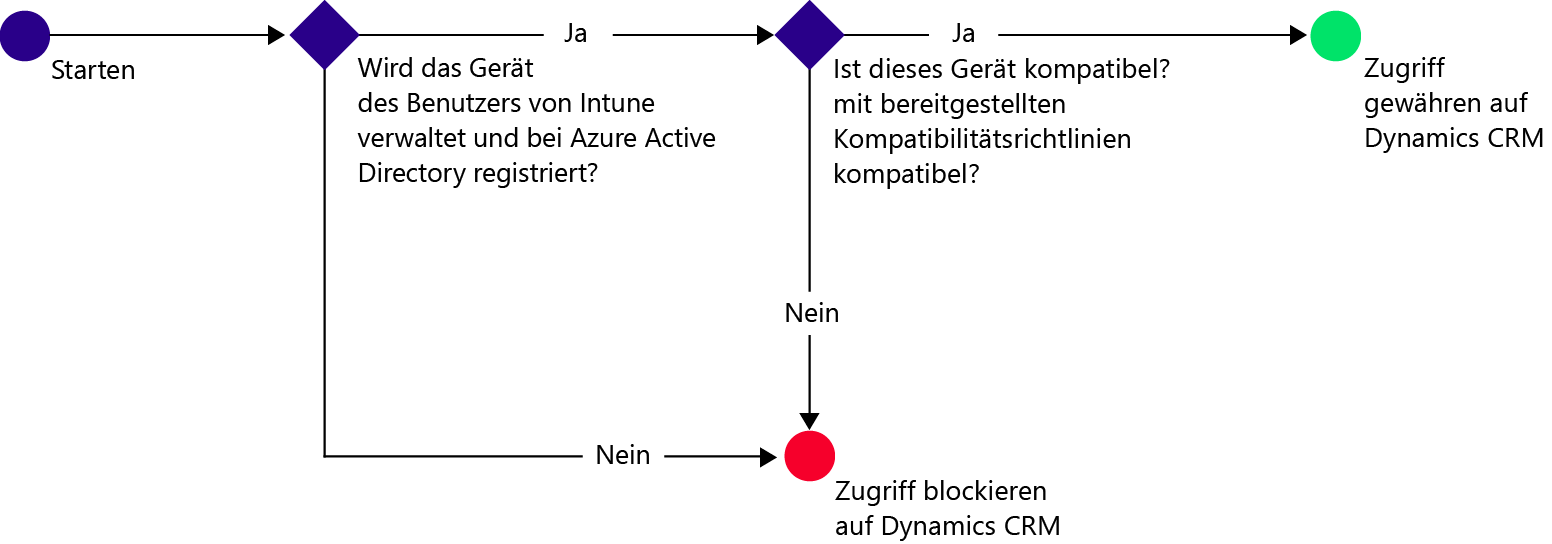 Starten
Wird das Gerät
des Benutzers von Intune
verwaltet und bei Azure Active
Directory registriert?
Ja
Ist dieses Gerät kompatibel?
mit bereitgestellten
Kompatibilitätsrichtlinien
kompatibel?
Ja
Zugriff
gewähren auf
Dynamics CRM
Nein
Nein
Zugriff blockieren
auf Dynamics CRM